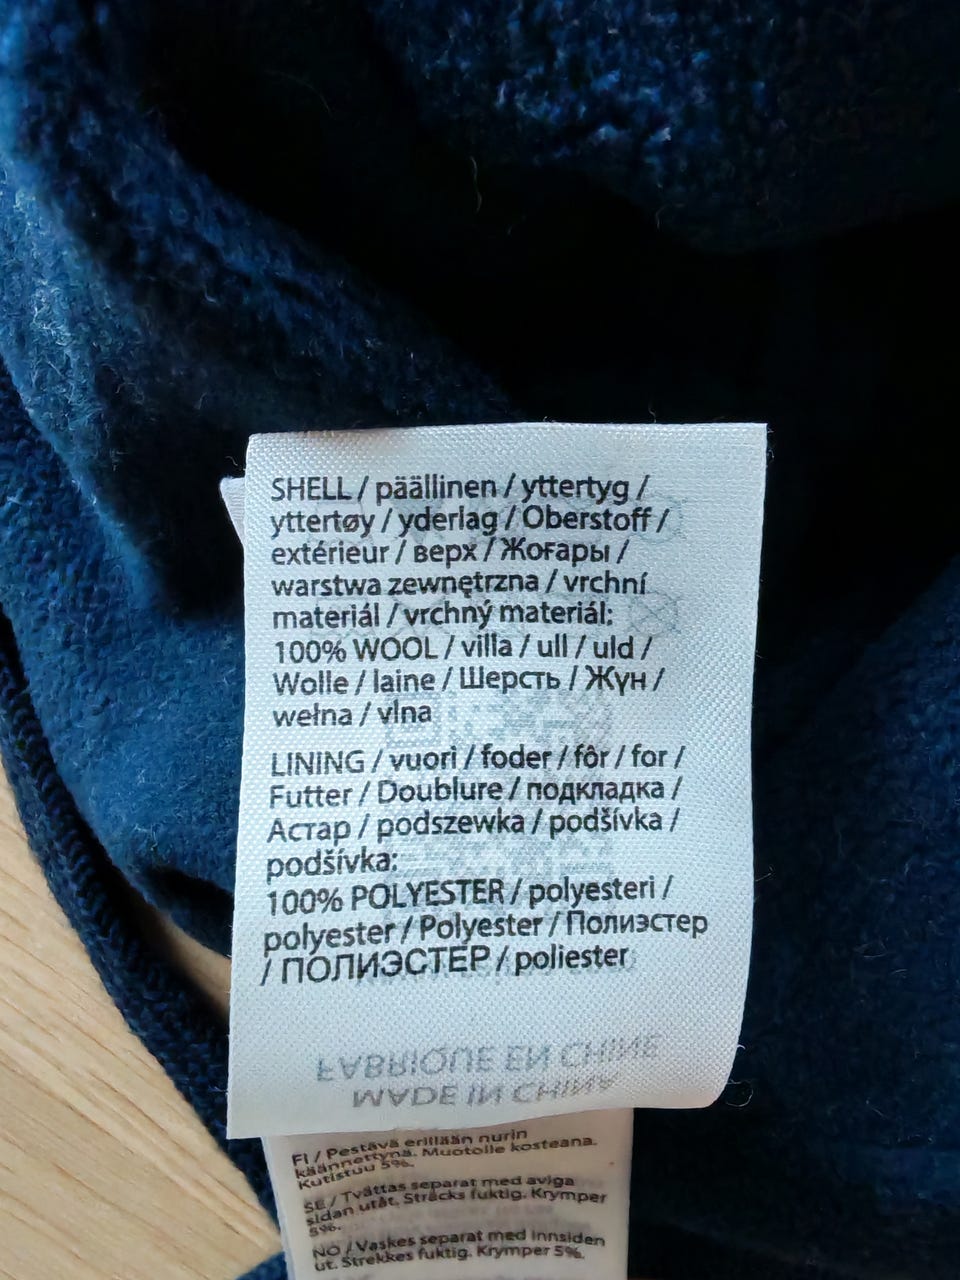 SHELL / päällinen / yttertyg /
yttertøy / yderlag / Oberstoff /
extérieur / верх / Жоғары /
warstwa zewnętrzna / vrchní
materiál / vrchný materiál:
100% WOOL / villa / ull / uld /
Wolle / laine / Шерсть / Жүн /
wełna / vlna
LINING / vuori / foder / fôr / for /
Futter / Doublure / подкладка /
Астар / podszewka / podšívka /
podšívka:
100% POLYESTER / polyesteri /
polyester / Polyester / Полиэстер
/ ПОЛИЭСТЕР / poliester
FABRIQUE EN CHINE
MADE IN CHINA
FI / Pestävä erillään nurin
käännettynä. Muotoile kosteana.
Kutistuu 5%.
SE / Tvättas separat med aviga
sidan utåt. Sträcks fuktig. Krymper
5%.
NO / Vaskes separat med innsiden
ut. Strekkes fuktig. Krymper 5%.